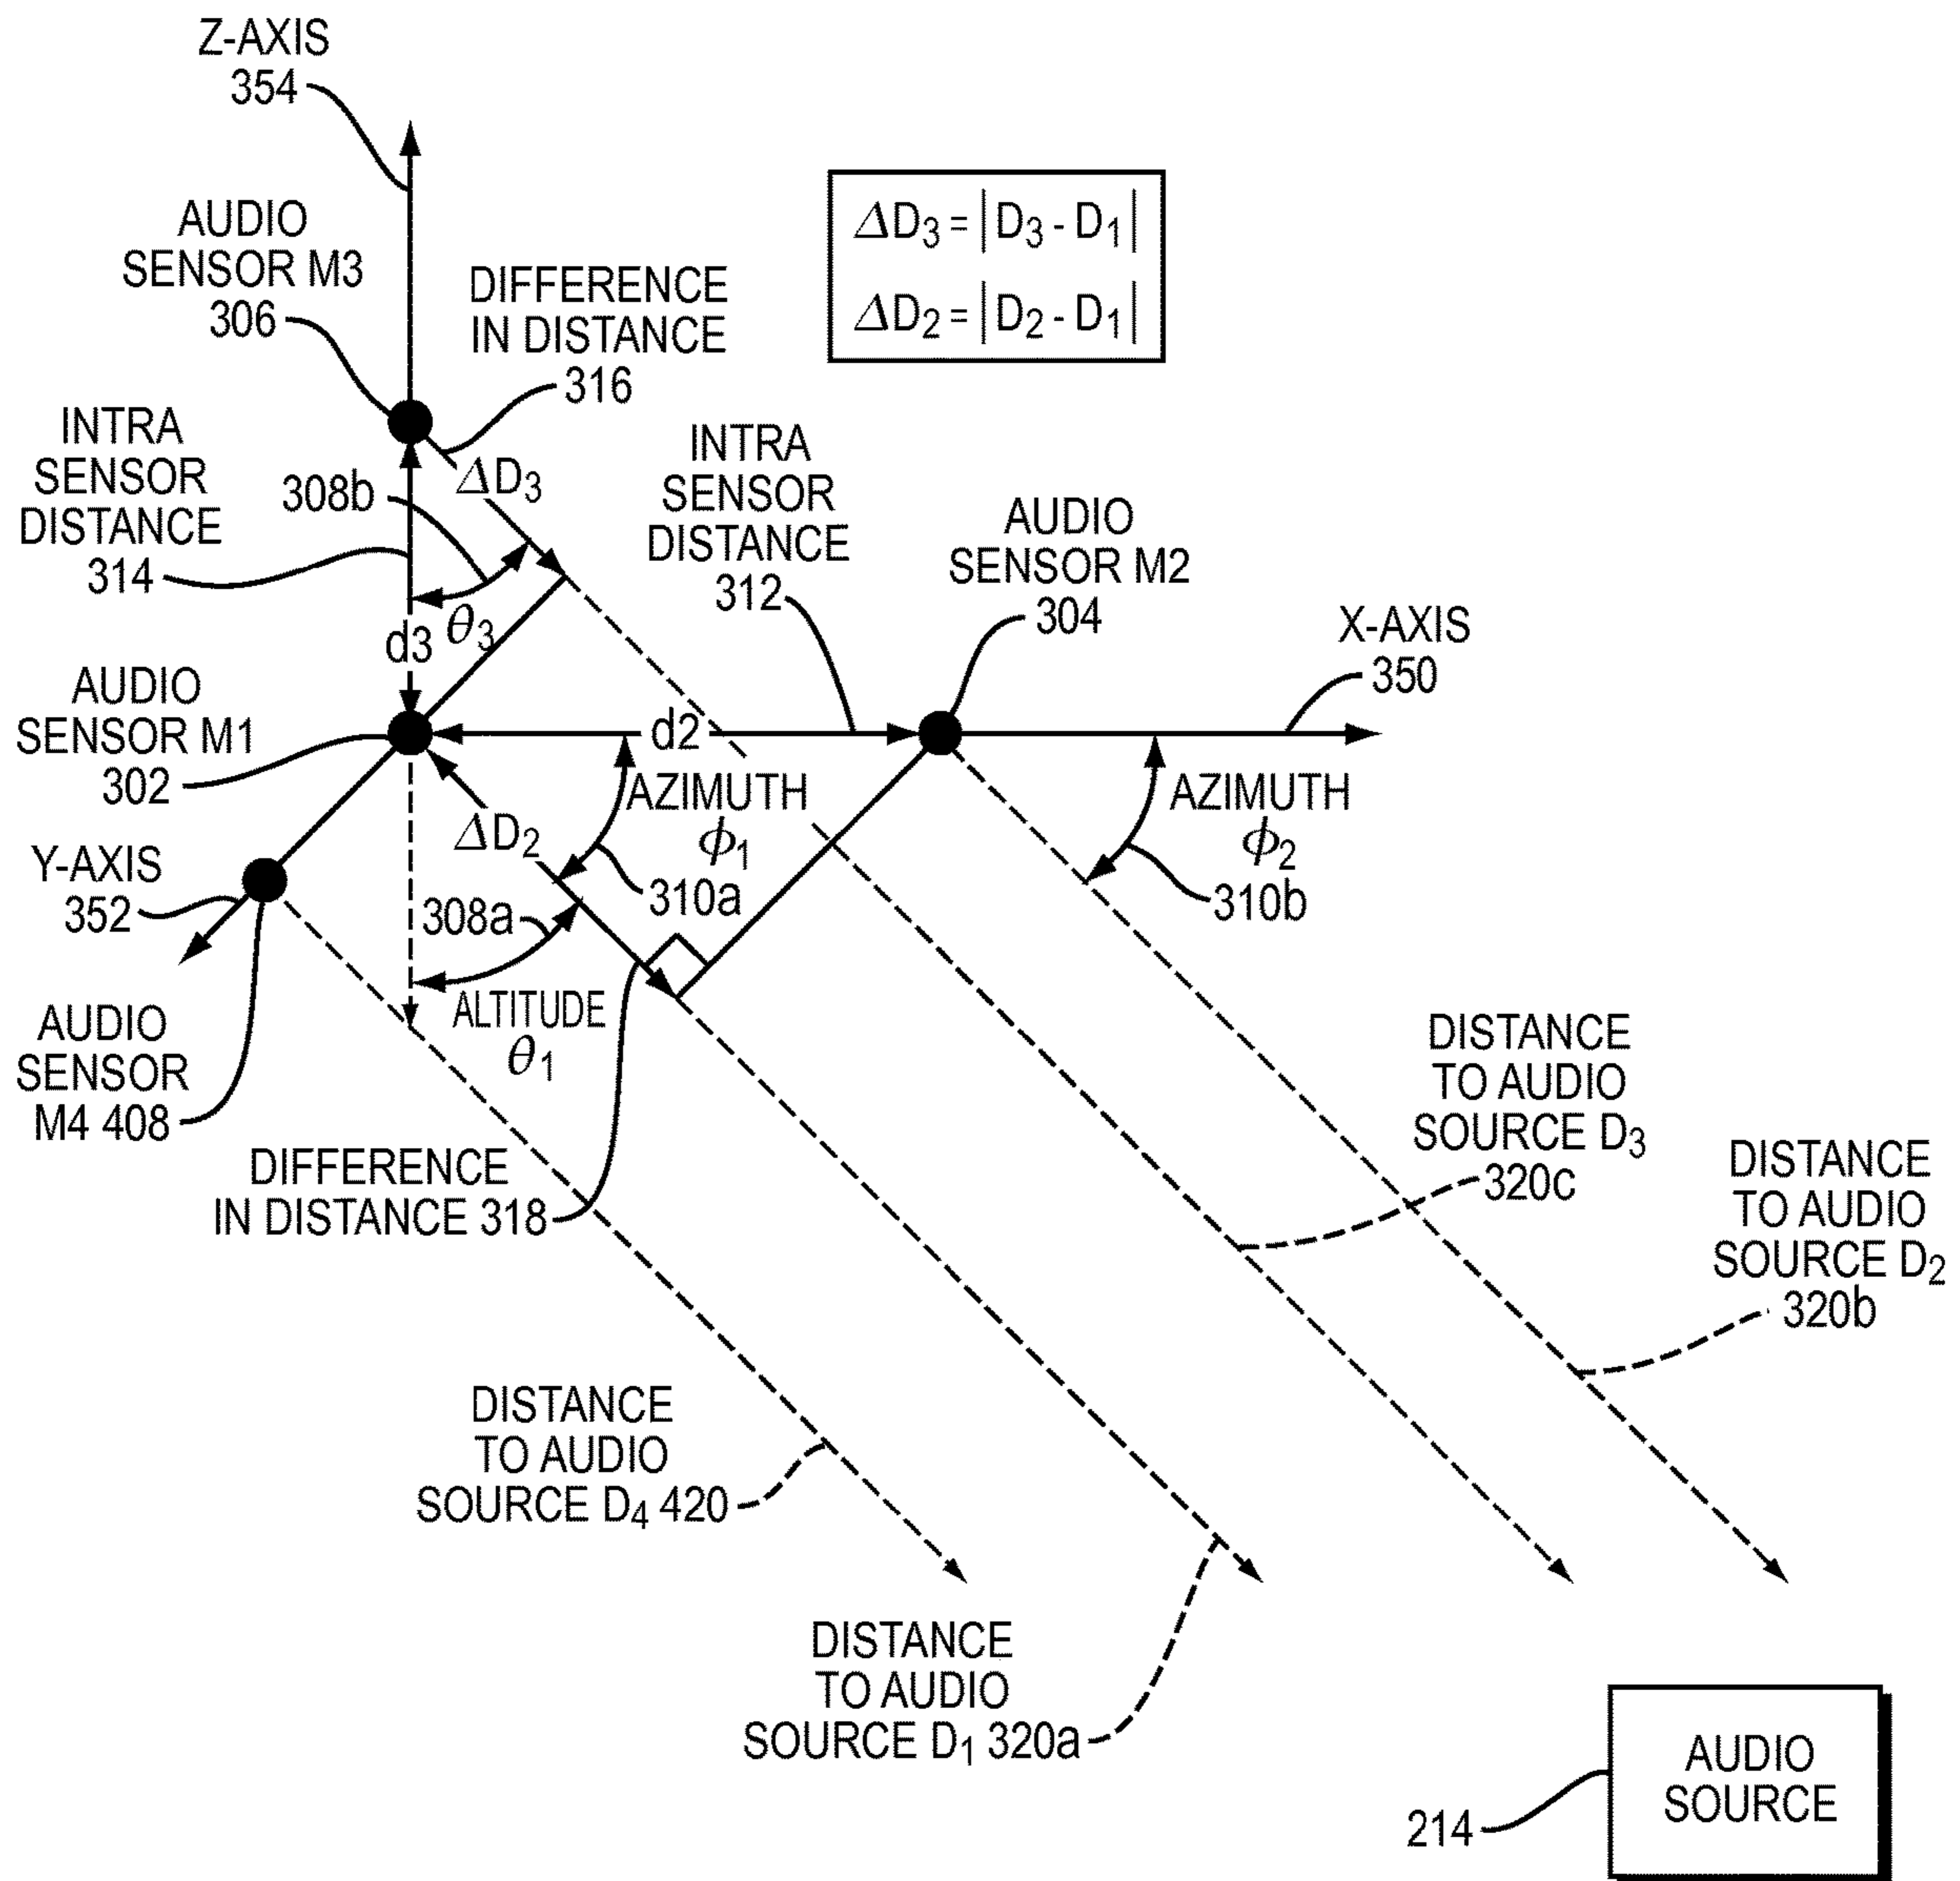 Z-AXIS
354
AUDIO
SENSOR M3
306
DIFFERENCE
IN DISTANCE
316
ΔD3 = |D3 - D1|
ΔD2 = |D2 - D1|
INTRA
SENSOR
DISTANCE
314
308b
ΔD3
θ3
d3
INTRA
SENSOR
DISTANCE
312
AUDIO
SENSOR M2
304
X-AXIS
350
AUDIO
SENSOR M1
302
d2
AZIMUTH
ϕ1
310a
AZIMUTH
ϕ2
310b
ΔD2
308a
Y-AXIS
352
ALTITUDE
θ1
AUDIO
SENSOR
M4 408
DIFFERENCE
IN DISTANCE 318
DISTANCE
TO AUDIO
SOURCE D3
320c
DISTANCE
TO AUDIO
SOURCE D2
320b
DISTANCE
TO AUDIO
SOURCE D4 420
DISTANCE
TO AUDIO
SOURCE D1 320a
AUDIO
SOURCE
214